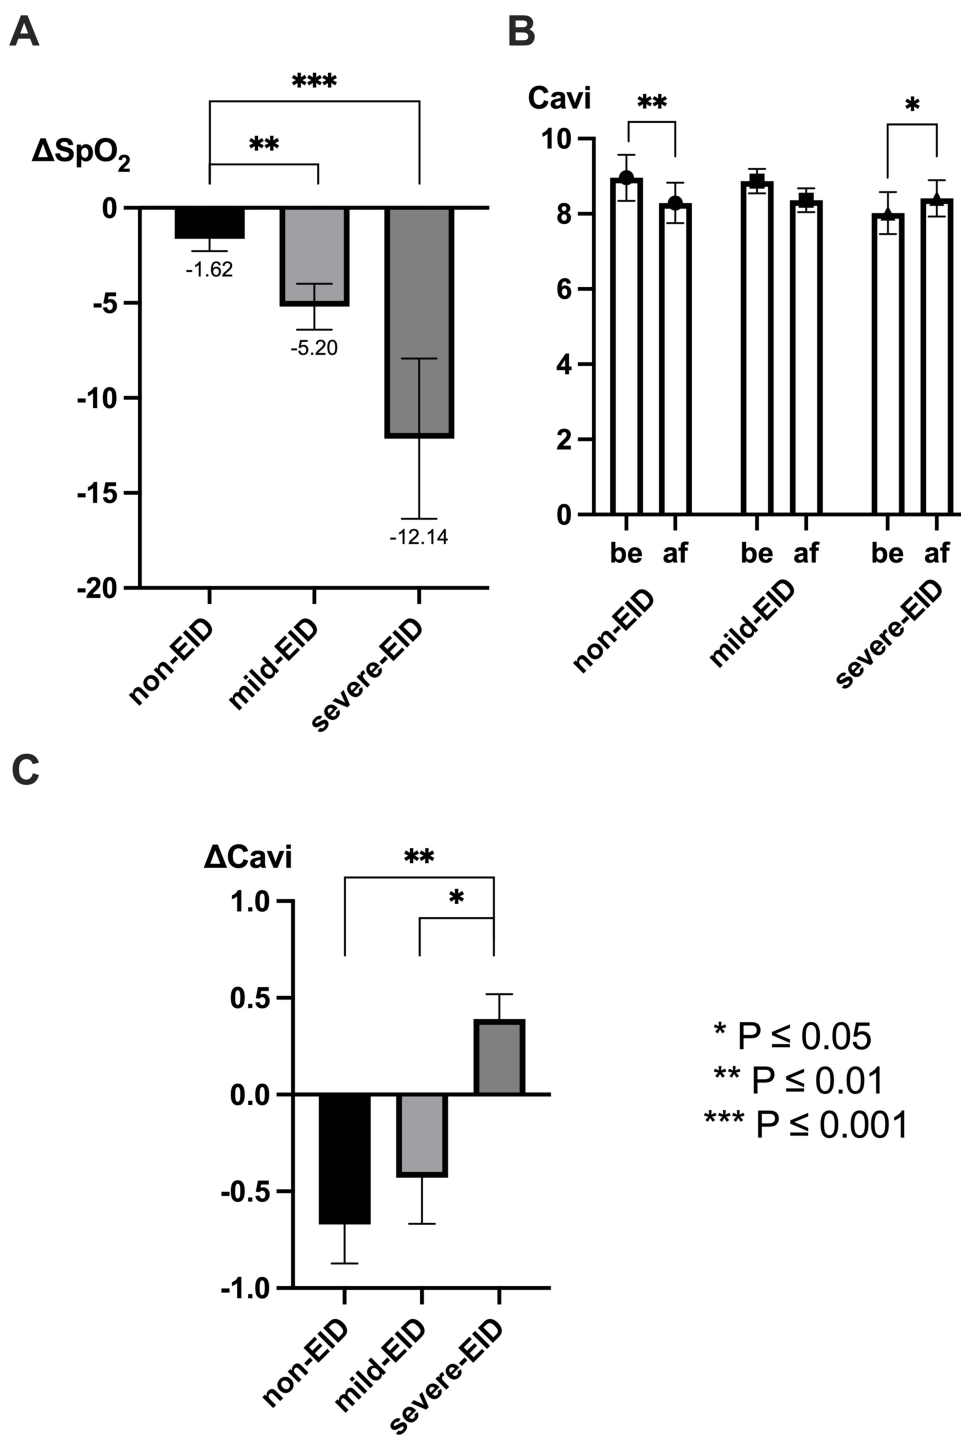 A
ΔSpO2
***
**
0
-5
-10
-15
-20
-1.62
-5.20
-12.14
non-EID
mild-EID
severe-EID
B
Cavi
**
*
10
8
6
4
2
0
be af be af be af
non-EID
mild-EID
severe-EID
C
ΔCavi
**
*
1.0
0.5
0.0
-0.5
-1.0
non-EID
mild-EID
severe-EID
* P ≤ 0.05
** P ≤ 0.01
*** P ≤ 0.001